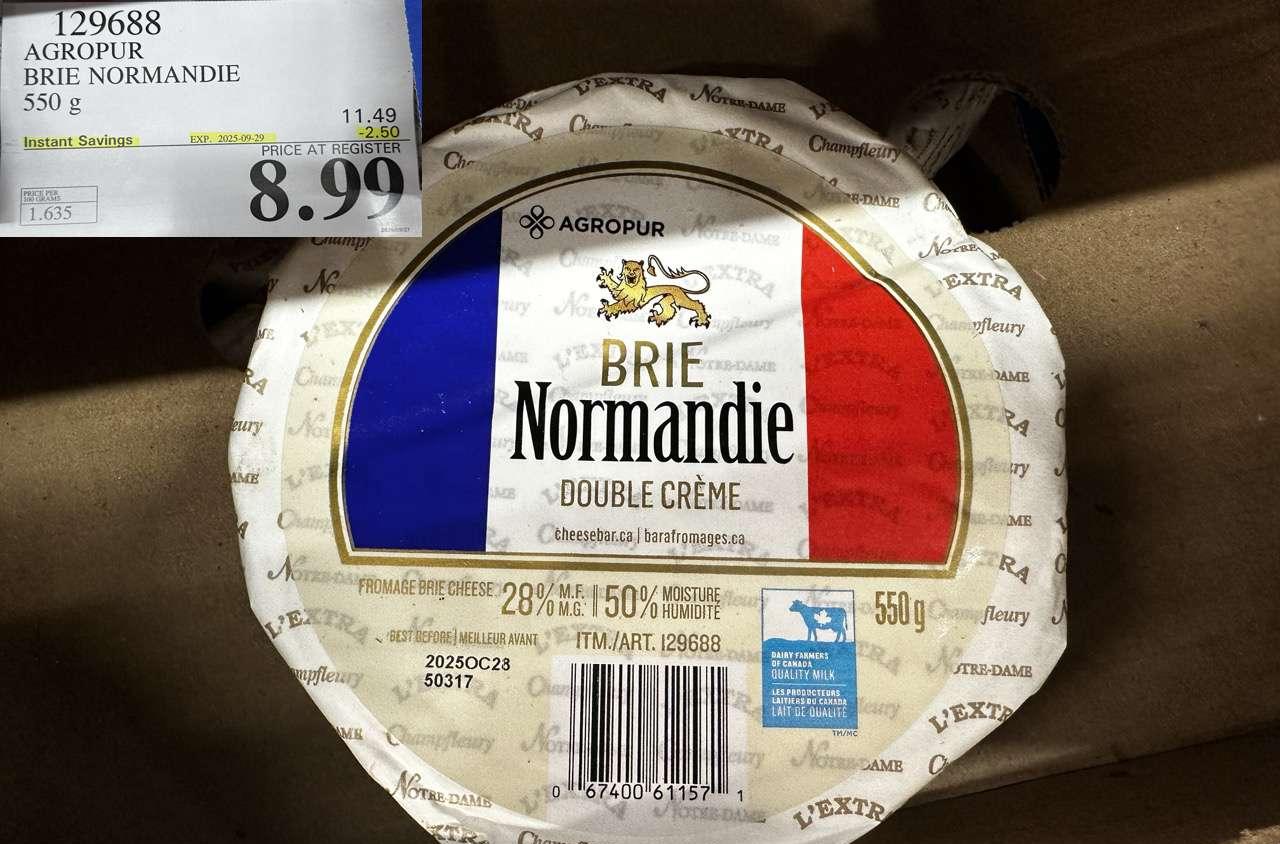 129688
AGROPUR
BRIE NORMANDIE
550 g
11.49
Instant Savings EXP. 2025-09-29 -2.50
PRICE AT REGISTER
8.99
PRICE PER
100 GRAMS
1.635
L'EXTRA
NOTRE-DAME
Champfleury
AGROPUR
BRIE
Normandie
DOUBLE CRÈME
cheesebar.ca | barafromages.ca
FROMAGE BRIE CHEESE 28% M.F. M.G. | 50% MOISTURE HUMIDITÉ
550g
BEST BEFORE | MEILLEUR AVANT
ITM./ART. 129688
2025OC28
50317
DAIRY FARMERS
OF CANADA
QUALITY MILK
LES PRODUCTEURS
LAITIERS DU CANADA
LAIT DE QUALITÉ
TM/MC
0 67400 61157 1